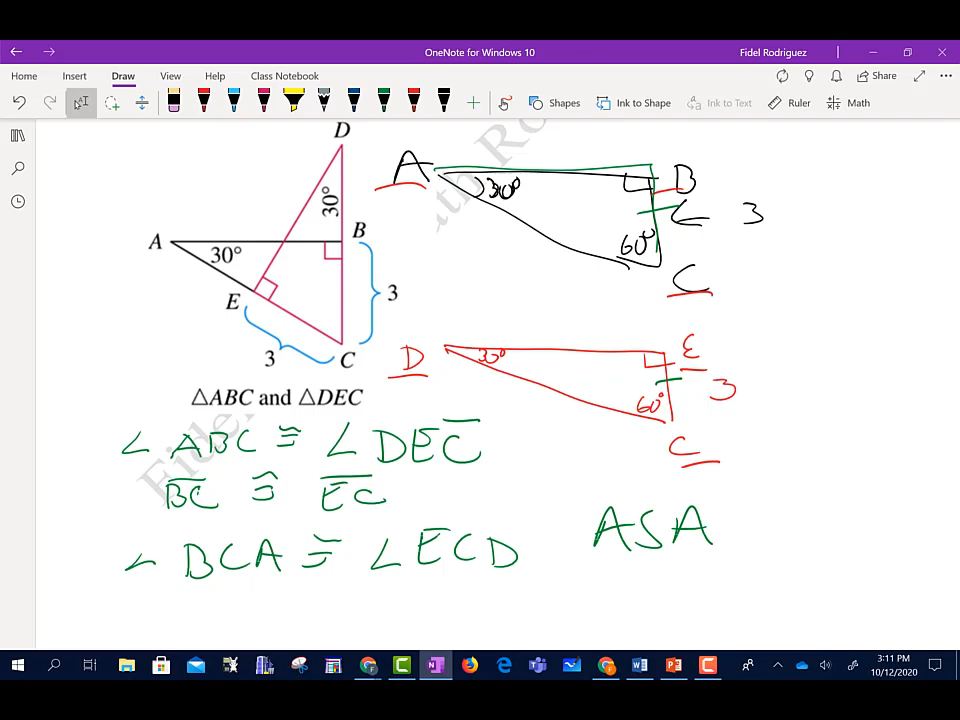 OneNote for Windows 10
Fidel Rodriguez
Home Insert Draw View Help Class Notebook
Share
Shapes
Ink to Shape
Ink to Text
Ruler
Math
D
30°
A
B
30°
E
3
3
C
△ABC and △DEC
A
30°
B
3
60°
C
D
30°
E
3
60°
C
∠ABC ≅ ∠DEC
BC ≅ EC
∠BCA ≅ ∠ECD
ASA
Fidel
3:11 PM
10/12/2020